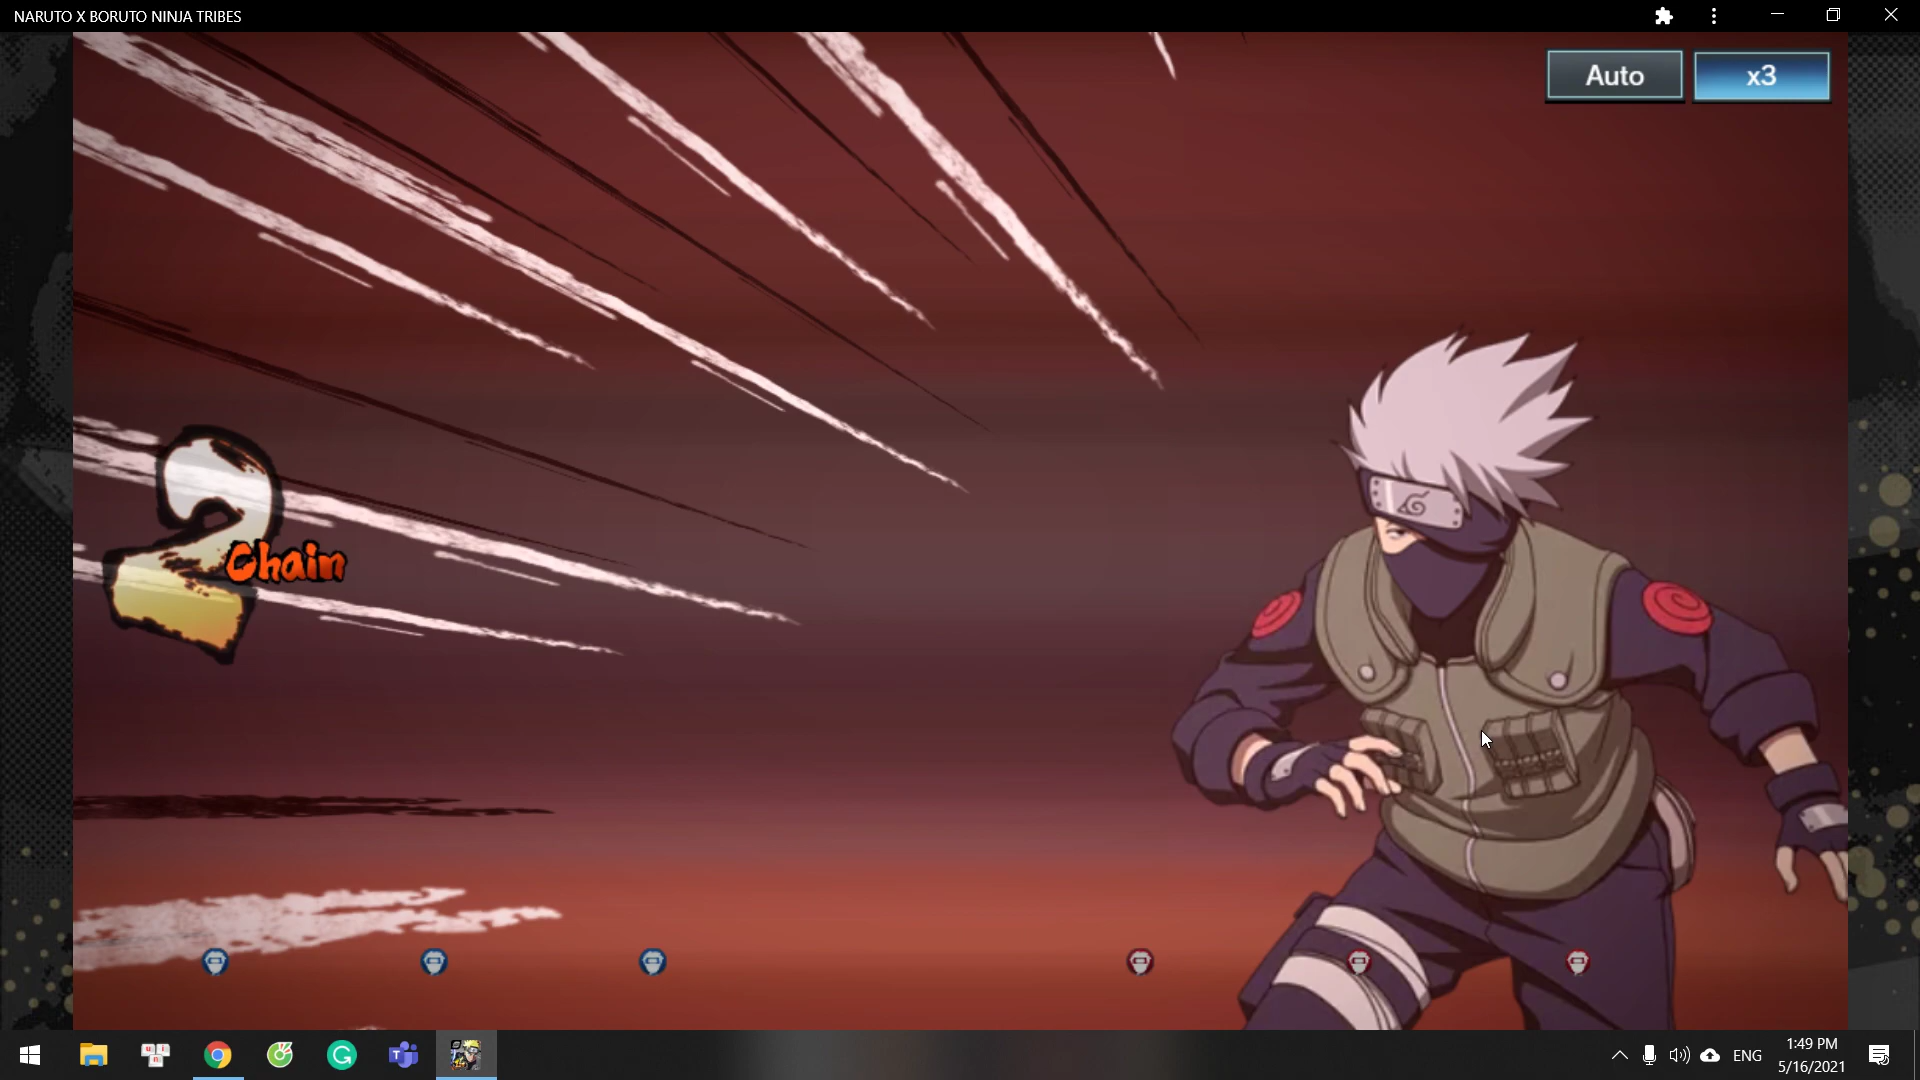 NARUTO X BORUTO NINJA TRIBES
Auto
x3
2
Chain
ENG
1:49 PM
5/16/2021